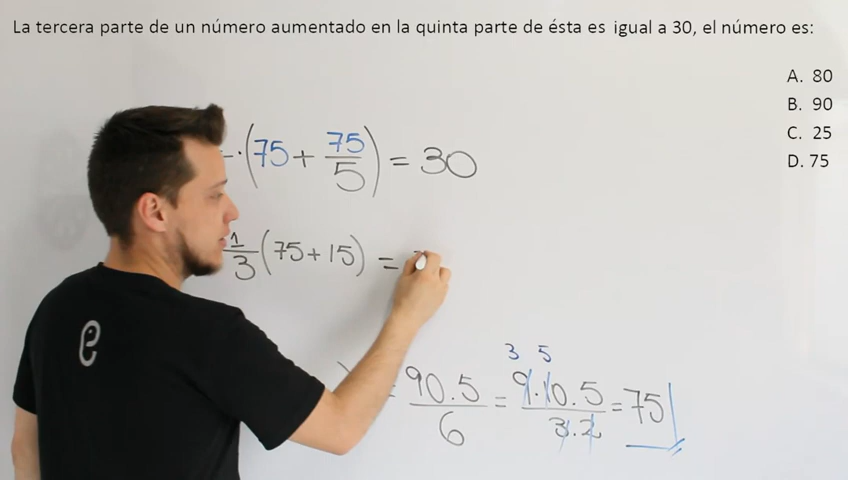 La tercera parte de un número aumentado en la quinta parte de ésta es igual a 30, el número es:
A. 80
B. 90
C. 25
D. 75
·(75 + 75/5) = 30
1/3 (75 + 15) =
= 90.5/6 = 9.10.5/3.2 = 75
3 5
e